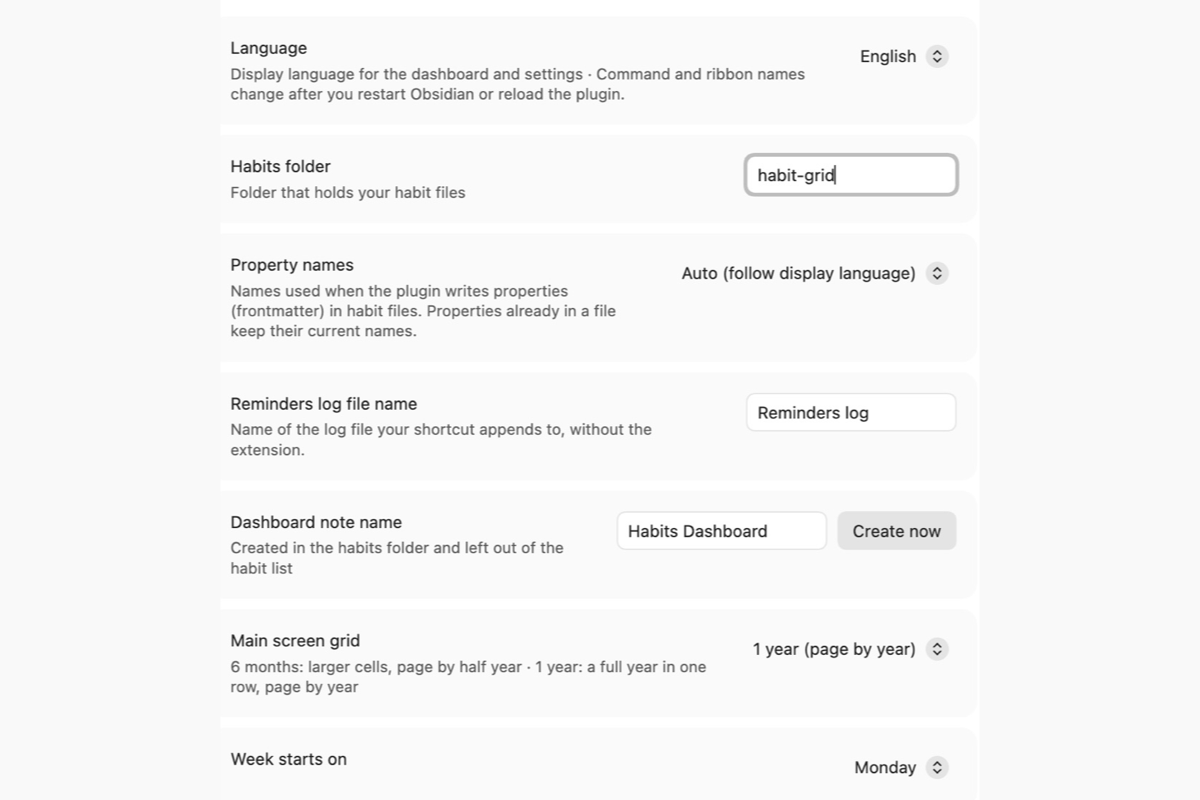 Language
English
Display language for the dashboard and settings · Command and ribbon names
change after you restart Obsidian or reload the plugin.
Habits folder
habit-grid
Folder that holds your habit files
Property names
Auto (follow display language)
Names used when the plugin writes properties
(frontmatter) in habit files. Properties already in a file
keep their current names.
Reminders log file name
Reminders log
Name of the log file your shortcut appends to, without the
extension.
Dashboard note name
Habits Dashboard
Create now
Created in the habits folder and left out of the
habit list
Main screen grid
1 year (page by year)
6 months: larger cells, page by half year · 1 year: a full year in one
row, page by year
Week starts on
Monday